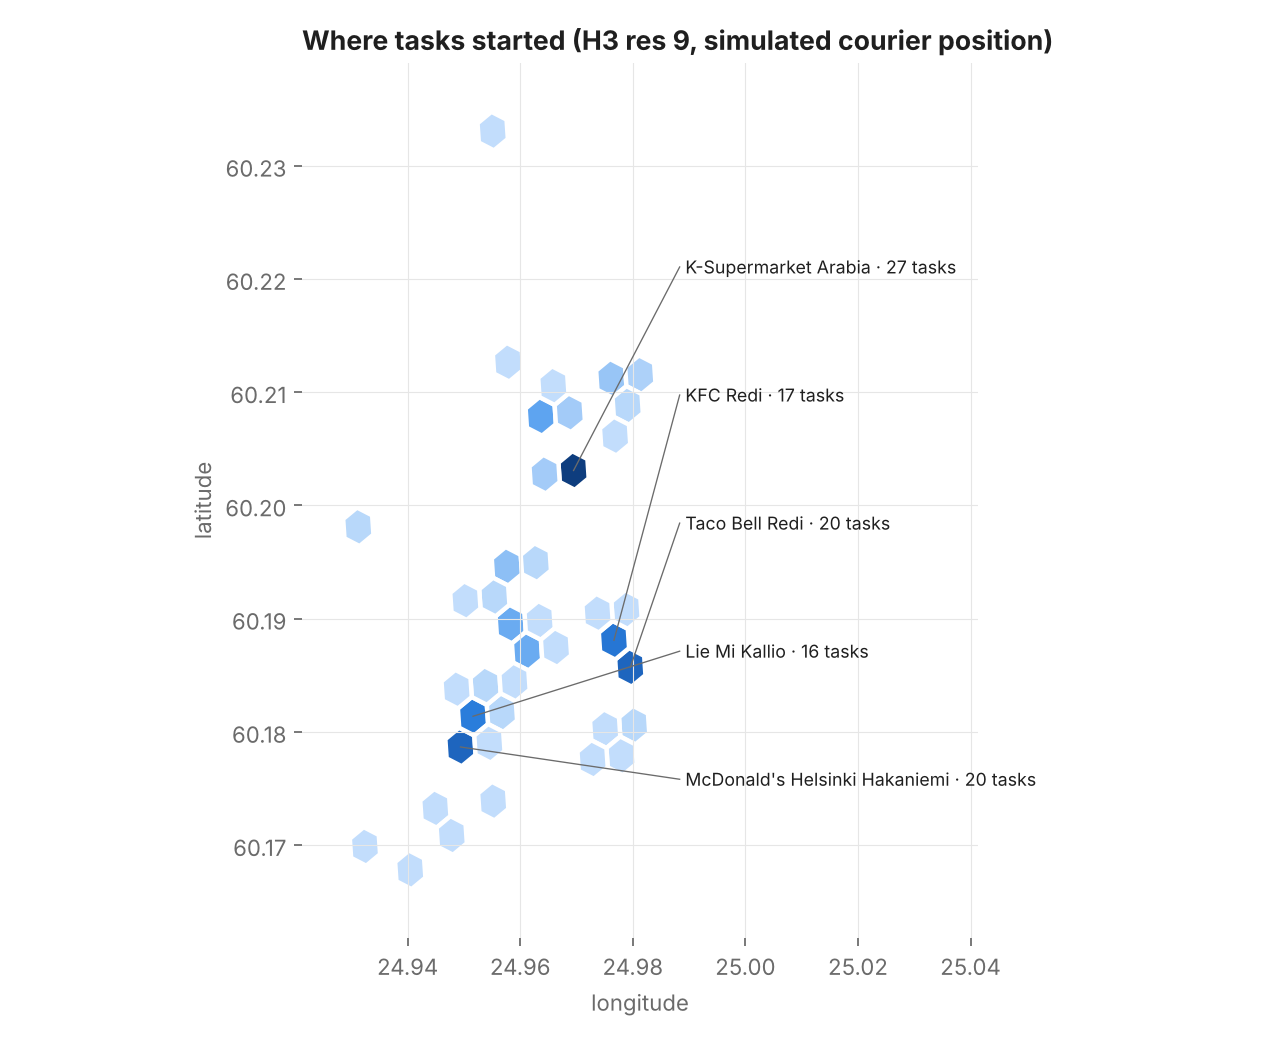 Where tasks started (H3 res 9, simulated courier position)
60.23
60.22
60.21
60.20
60.19
60.18
60.17
latitude
K-Supermarket Arabia · 27 tasks
KFC Redi · 17 tasks
Taco Bell Redi · 20 tasks
Lie Mi Kallio · 16 tasks
McDonald's Helsinki Hakaniemi · 20 tasks
24.94 24.96 24.98 25.00 25.02 25.04
longitude